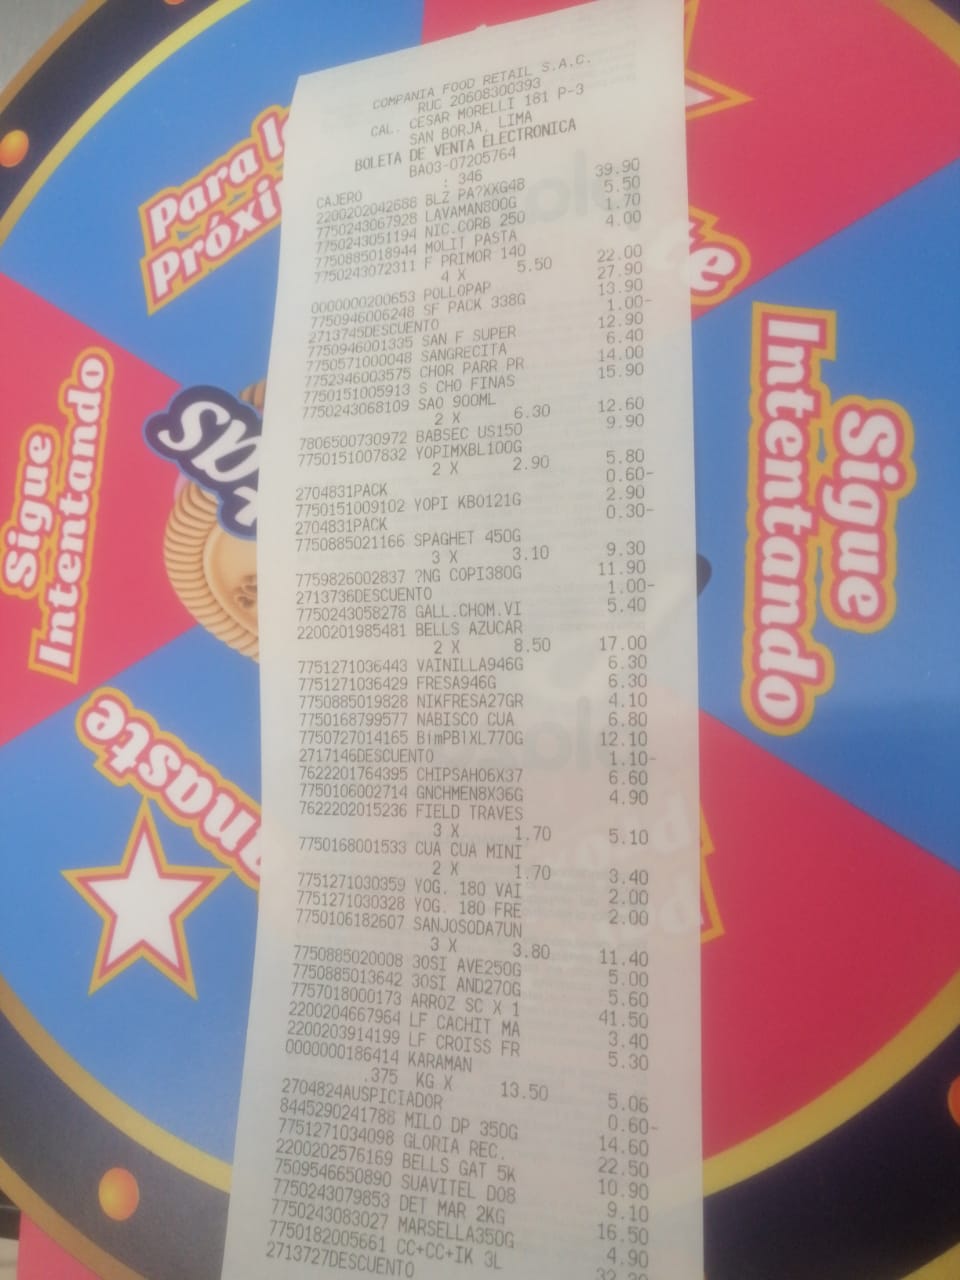 COMPANIA FOOD RETAIL S.A.C.
RUC 20608300393
CAL. CESAR MORELLI 181 P-3
SAN BORJA, LIMA
BOLETA DE VENTA ELECTRONICA
BA03-07205764
CAJERO : 346
2200202042688 BLZ PA?XXG48 39.90
7750243067928 LAVAMAN800G 5.50
7750243051194 NIC.CORB 250 1.70
7750885018944 MOLIT PASTA 4.00
7750243072311 F PRIMOR 140
4 X 5.50 22.00
0000000200653 POLLOPAP 27.90
7750946006248 SF PACK 338G 13.90
2713745DESCUENTO 1.00-
7750946001335 SAN F SUPER 12.90
7750571000048 SANGRECITA 6.40
7752346003575 CHOR PARR PR 14.00
7750151005913 S CHO FINAS 15.90
7750243068109 SAO 900ML
2 X 6.30 12.60
7806500730972 BABSEC US150 9.90
7750151007832 YOPIMXBL100G
2 X 2.90 5.80
2704831PACK 0.60-
7750151009102 YOPI KBO121G 2.90
2704831PACK 0.30-
7750885021166 SPAGHET 450G
3 X 3.10 9.30
7759826002837 ?NG COPI380G 11.90
2713736DESCUENTO 1.00-
7750243058278 GALL.CHOM.VI 5.40
2200201985481 BELLS AZUCAR
2 X 8.50 17.00
7751271036443 VAINILLA946G 6.30
7751271036429 FRESA946G 6.30
7750885019828 NIKFRESA27GR 4.10
7750168799577 NABISCO CUA 6.80
7750727014165 BimPBlXL770G 12.10
2717146DESCUENTO 1.10-
7622201764395 CHIPSAHO6X37 6.60
7750106002714 GNCHMEN8X36G 4.90
7622202015236 FIELD TRAVES
3 X 1.70 5.10
7750168001533 CUA CUA MINI
2 X 1.70 3.40
7751271030359 YOG. 180 VAI 2.00
7751271030328 YOG. 180 FRE 2.00
7750106182607 SANJOSODA7UN
3 X 3.80 11.40
7750885020008 3OSI AVE250G 5.00
7750885013642 3OSI AND270G 5.60
7757018000173 ARROZ SC X 1 41.50
2200204667964 LF CACHIT MA 3.40
2200203914199 LF CROISS FR 5.30
0000000186414 KARAMAN
.375 KG X 13.50 5.06
2704824AUSPICIADOR 0.60-
8445290241788 MILO DP 350G 14.60
7751271034098 GLORIA REC. 22.50
2200202576169 BELLS GAT 5K 10.90
7509546650890 SUAVITEL D08 9.10
7750243079853 DET MAR 2KG 16.50
7750243083027 MARSELLA350G 4.90
7750182005661 CC+CC+IK 3L
2713727DESCUENTO
Para l
Próxi
Sigue
Intentando
Sigue
Intentando